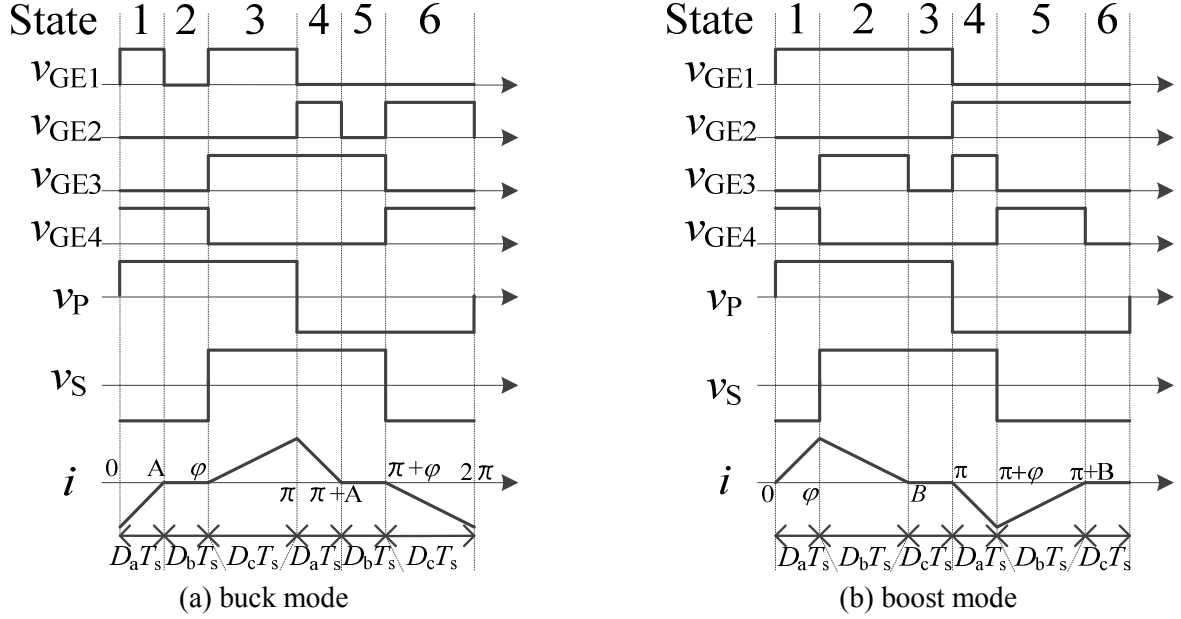 State 1 2 3 4 5 6
vGE1
vGE2
vGE3
vGE4
vP
vS
i 0 A φ π π+A π+φ 2π
DaTs DbTs DcTs DaTs DbTs DcTs
(a) buck mode
State 1 2 3 4 5 6
vGE1
vGE2
vGE3
vGE4
vP
vS
i 0 φ B π π+φ π+B
DaTs DbTs DcTs DaTs DbTs DcTs
(b) boost mode